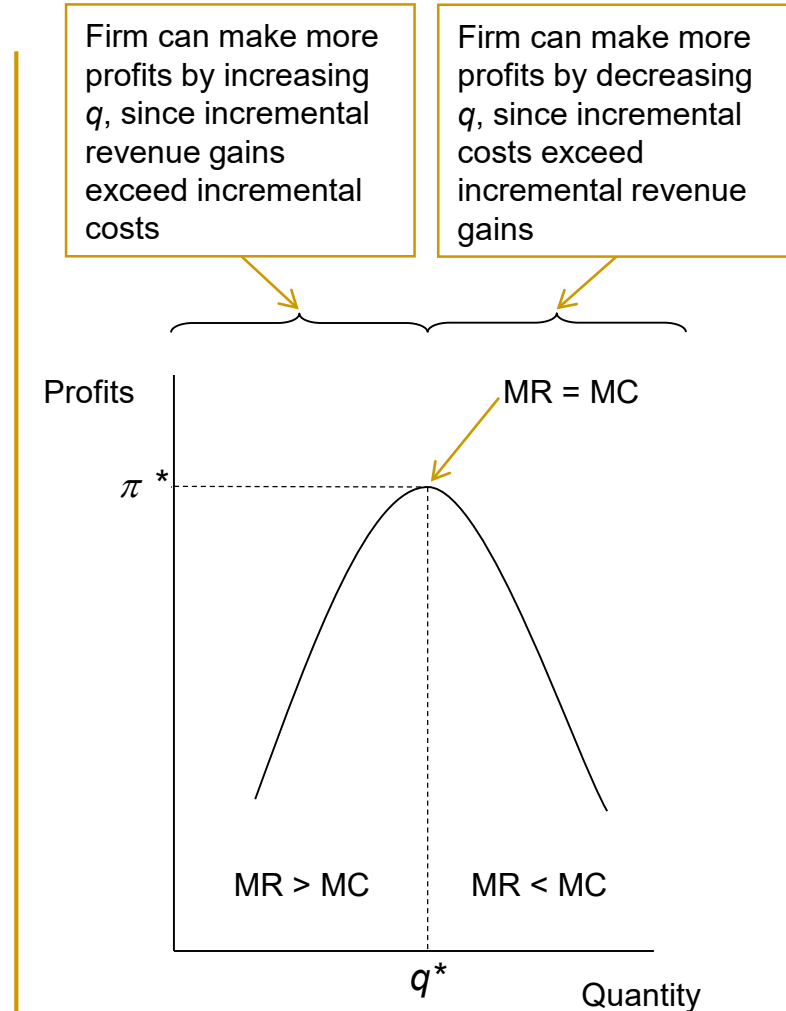 Firm can make more
profits by increasing
q, since incremental
revenue gains
exceed incremental
costs
Firm can make more
profits by decreasing
q, since incremental
costs exceed
incremental revenue
gains
Profits
MR = MC
π *
MR > MC
MR < MC
q*
Quantity